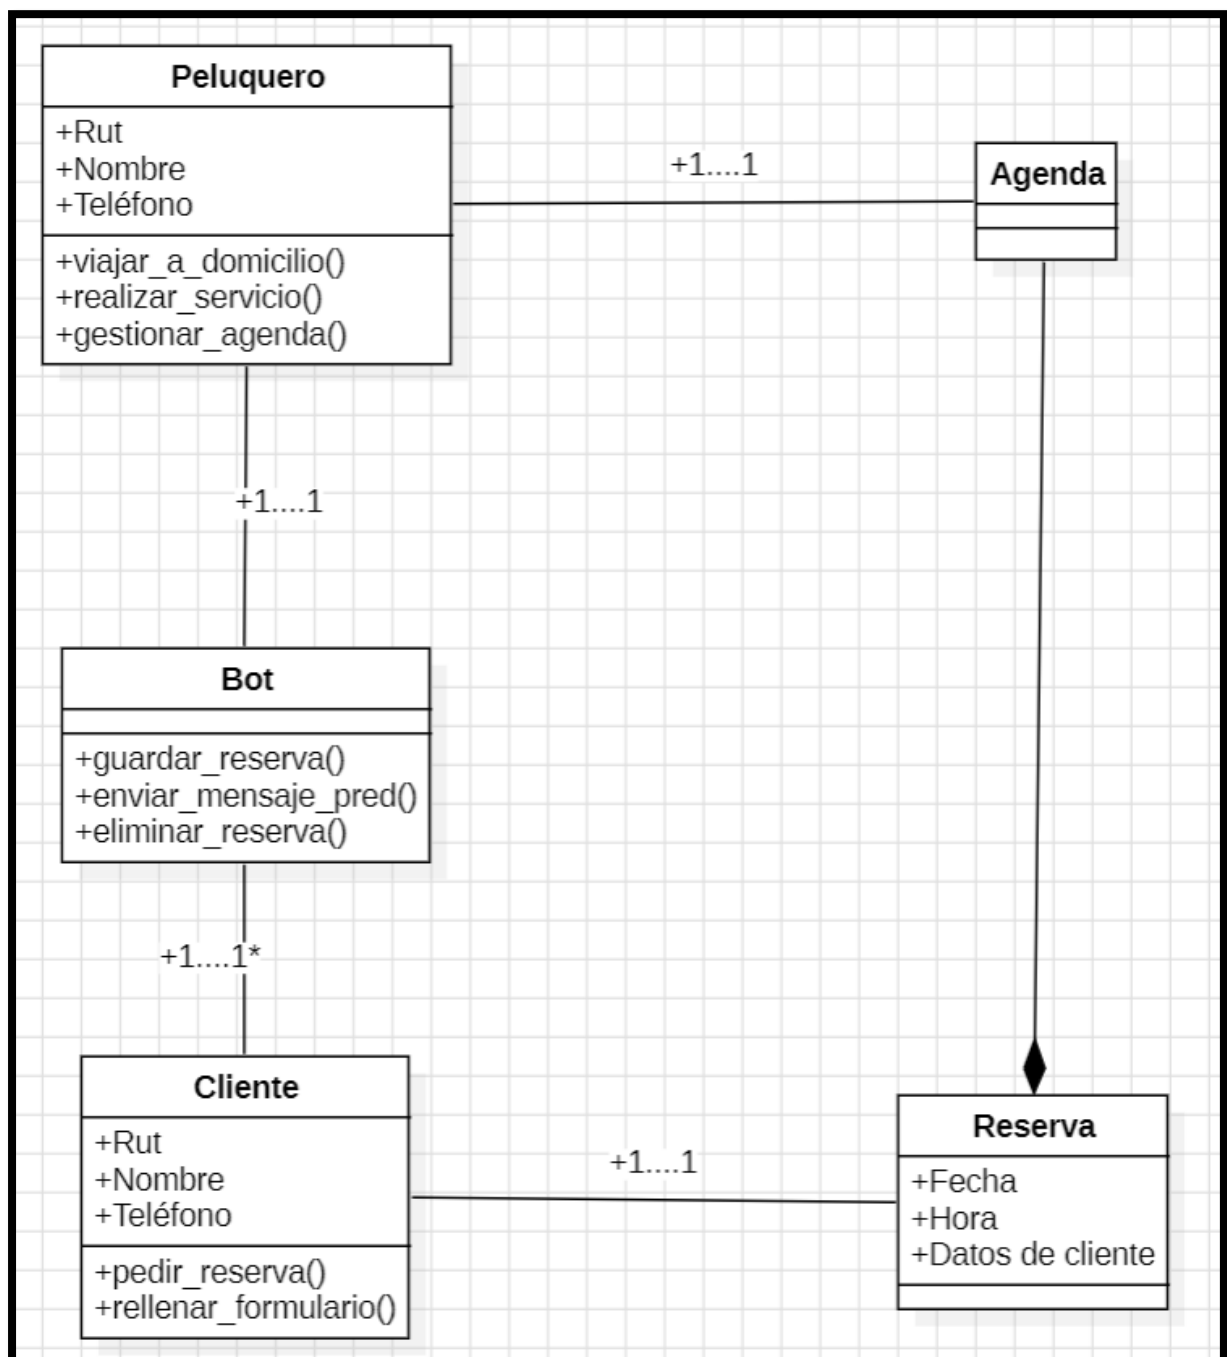 Peluquero
+Rut
+Nombre
+Teléfono
+viajar_a_domicilio()
+realizar_servicio()
+gestionar_agenda()
+1....1
Agenda
+1....1
Bot
+guardar_reserva()
+enviar_mensaje_pred()
+eliminar_reserva()
+1....1*
Cliente
+Rut
+Nombre
+Teléfono
+pedir_reserva()
+rellenar_formulario()
+1....1
Reserva
+Fecha
+Hora
+Datos de cliente